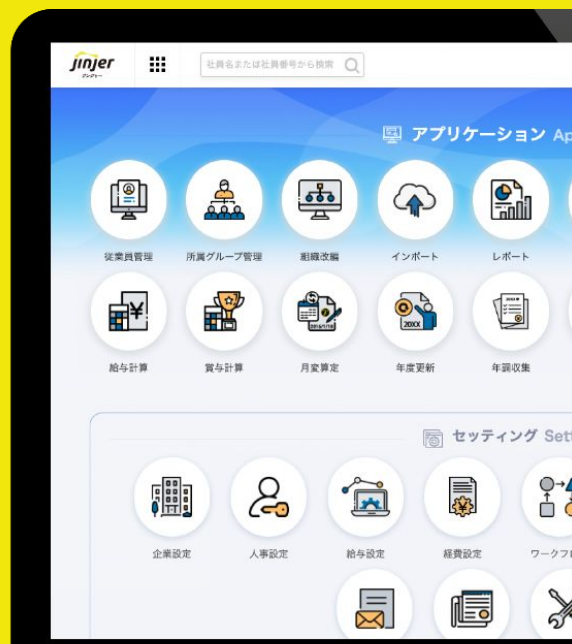 jinjer
ジンジャー
社員名または社員番号から検索
アプリケーション Ap
従業員管理 所属グループ管理 組織改編 インポート レポート
給与計算 賞与計算 月変算定 年度更新 年調収集
セッティング Sett
企業設定 人事設定 給与設定 経費設定 ワークフロ